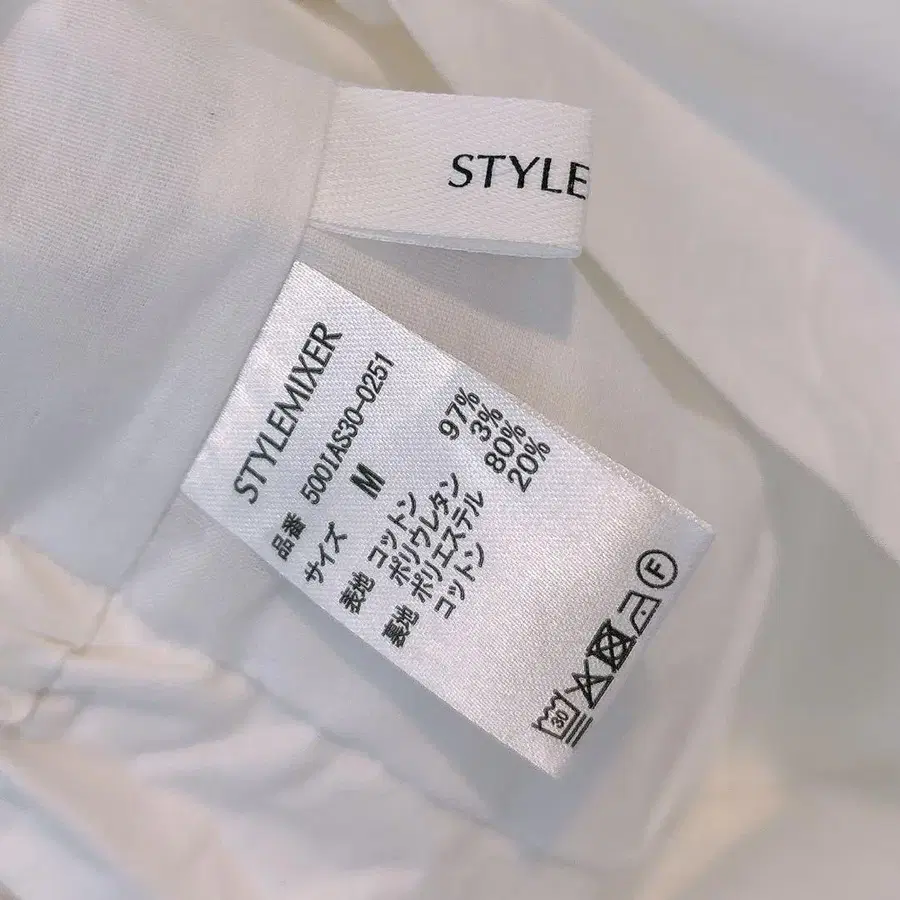 STYLE
STYLEMIXER
品番 5001AS30-0251
サイズ M
表地 コットン 97%
ポリウレタン 3%
裏地 ポリエステル 80%
コットン 20%
30
F